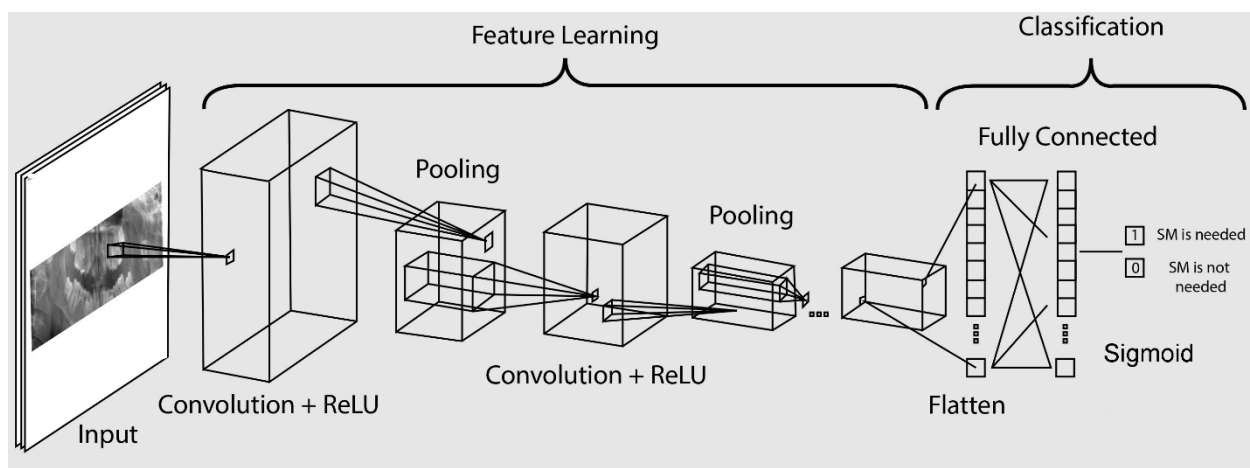 Feature Learning
Classification
Fully Connected
Pooling
Pooling
1 SM is needed
0 SM is not
needed
Sigmoid
Convolution + ReLU
Convolution + ReLU
Flatten
Input